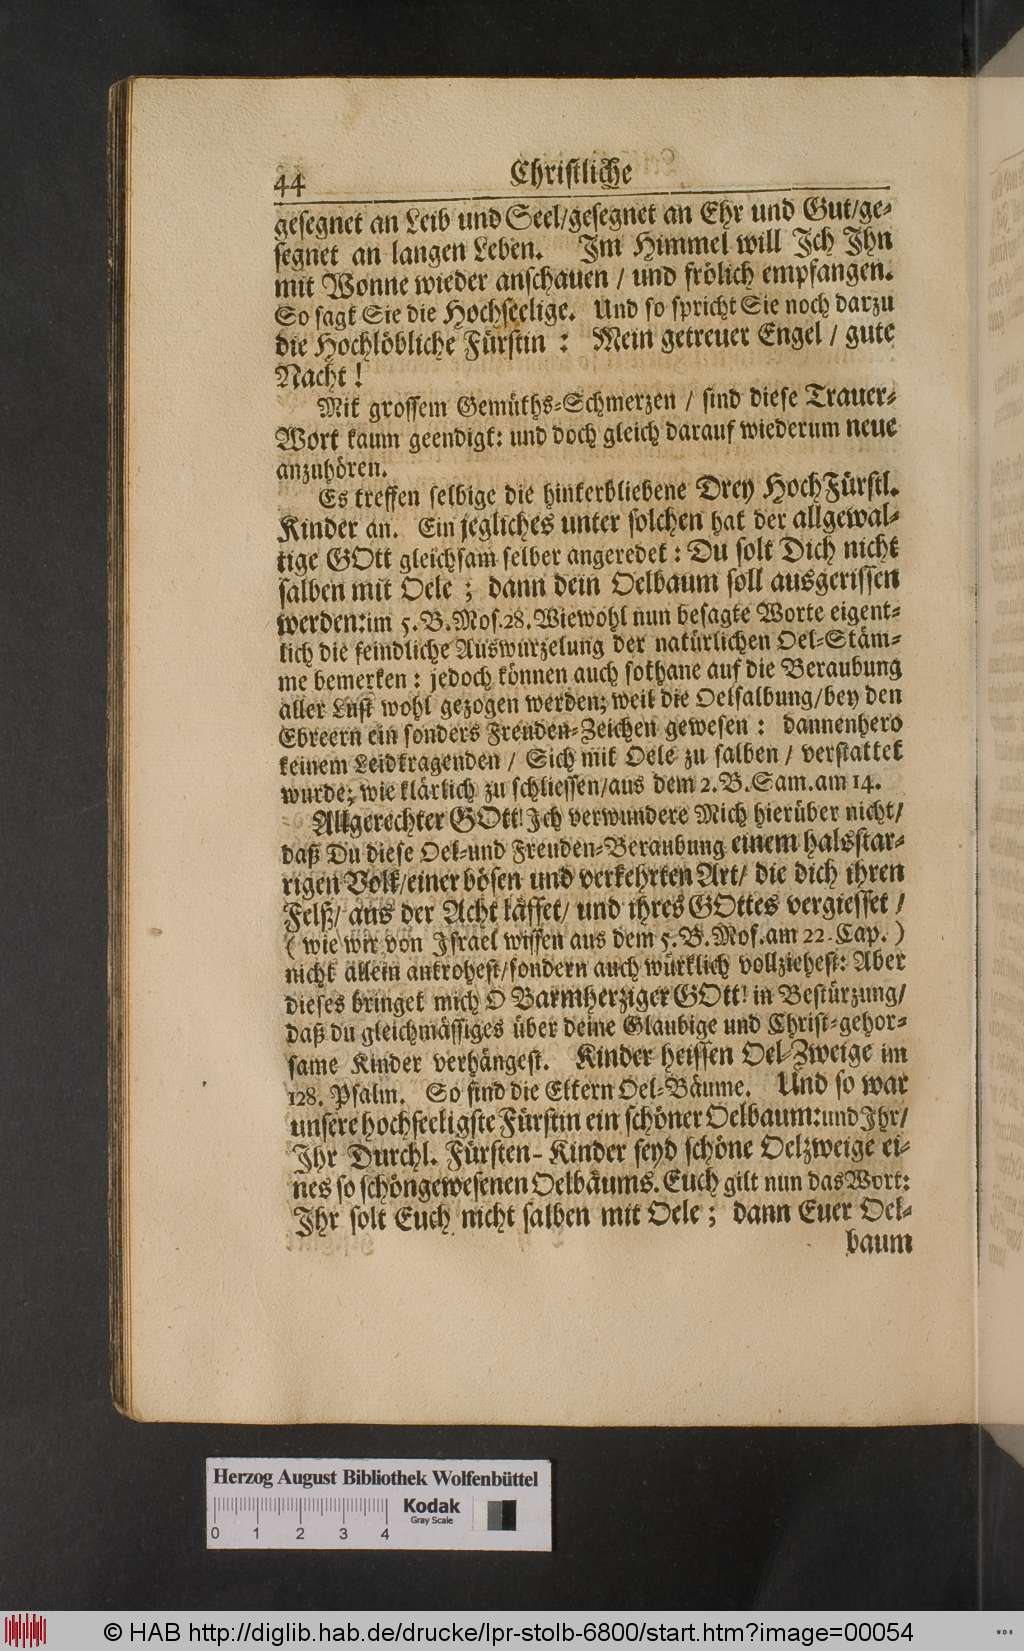 44 Christliche
gesegnet an Leib und Seel/gesegnet an Ehr und Gut/ge-
segnet an langen Leben. Im Himmel will Ich Ihn
mit Wonne wieder anschauen / und frölich empfangen.
So sagt Sie die Hochseelige. Und so spricht Sie noch darzu
die Hochlöbliche Fürstin : Mein getreuer Engel / gute
Nacht !
Mit grossem Gemüths-Schmerzen / sind diese Trauer-
Wort kaum geendigt: und doch gleich darauf wiederum neue
anzuhören.
Es treffen selbige die hinterbliebene Drey HochFürstl.
Kinder an. Ein jegliches unter solchen hat der allgewal-
tige GOtt gleichsam selber angeredet : Du solt Dich nicht
salben mit Oele ; dann dein Oelbaum soll ausgerissen
werden:im 5. B. Mos. 28. Wiewohl nun besagte Worte eigent-
lich die feindliche Auswurzelung der natürlichen Oel-Stäm-
me bemerken : jedoch können auch sothane auf die Beraubung
aller Lust wohl gezogen werden; weil die Oelsalbung/bey den
Ebreern ein sonders Freuden-Zeichen gewesen : dannenhero
keinem Leidtragenden / Sich mit Oele zu salben / verstattet
wurde; wie klärlich zu schliessen/aus dem 2. B. Sam. am 14.
Allgerechter GOtt! Ich verwundere Mich hierüber nicht/
daß Du diese Oel-und Freuden-Beraubung einem halsstar-
rigen Volk/einer bösen und verkehrten Art/ die dich ihren
Felß/ aus der Acht lässet/ und ihres GOttes vergiesset /
( wie wir von Israel wissen aus dem 5. B. Mos. am 22. Cap. )
nicht allein antrohest/sondern auch würklich vollziehest: Aber
dieses bringet mich O Barmherziger GOtt! in Bestürzung/
daß du gleichmässiges über deine Glaubige und Christ-gehor-
same Kinder verhängest. Kinder heissen Oel-Zweige im
128. Psalm. So sind die Eltern Oel-Bäume. Und so war
unsere hochseeligste Fürstin ein schöner Oelbaum: und Ihr/
Ihr Durchl. Fürsten-Kinder seyd schöne Oelzweige ei-
nes so schöngewesenen Oelbäums. Euch gilt nun das Wort:
Ihr solt Euch nicht salben mit Oele ; dann Euer Oel-
baum
Herzog August Bibliothek Wolfenbüttel
0 1 2 3 4
Kodak
Gray Scale
© HAB http://diglib.hab.de/drucke/lpr-stolb-6800/start.htm?image=00054